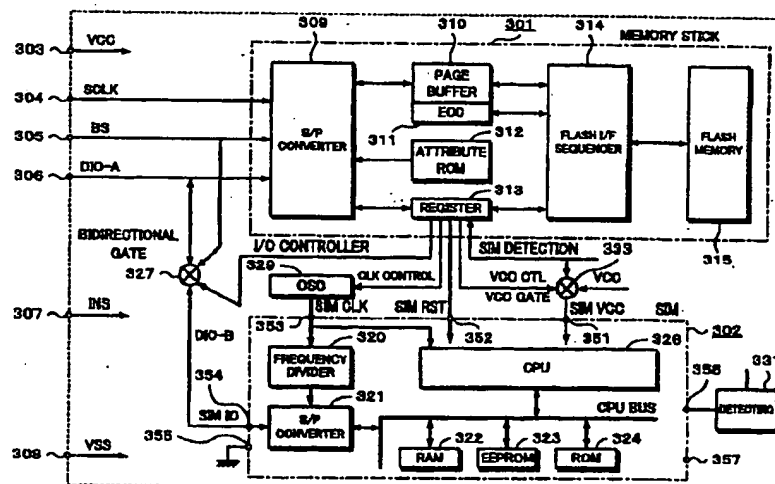 309 310 301 314
303 VCC MEMORY STICK
304 SCLK
305 BS
306 DIO-A
S/P
CONVERTER
PAGE
BUFFER
ECC
311 312
ATTRIBUTE
ROM
313
REGISTER
FLASH I/F
SEQUENCER
FLASH
MEMORY
315
BIDIRECTIONAL
GATE
327
I/O CONTROLLER
329
OSC
CLK CONTROL
SIM DETECTION
333
VCC CTL
VCC GATE
VCC
307 INS
DIO-B
SIM CLK SIM RST SIM VCC SIM
353 352 351 302
320 326
FREQUENCY
DIVIDER
CPU
356 331
DETECTING
354 321
SIM IO
S/P
CONVERTER
CPU BUS
355
322 323 324
RAM EEPROM ROM
357
308 VSS